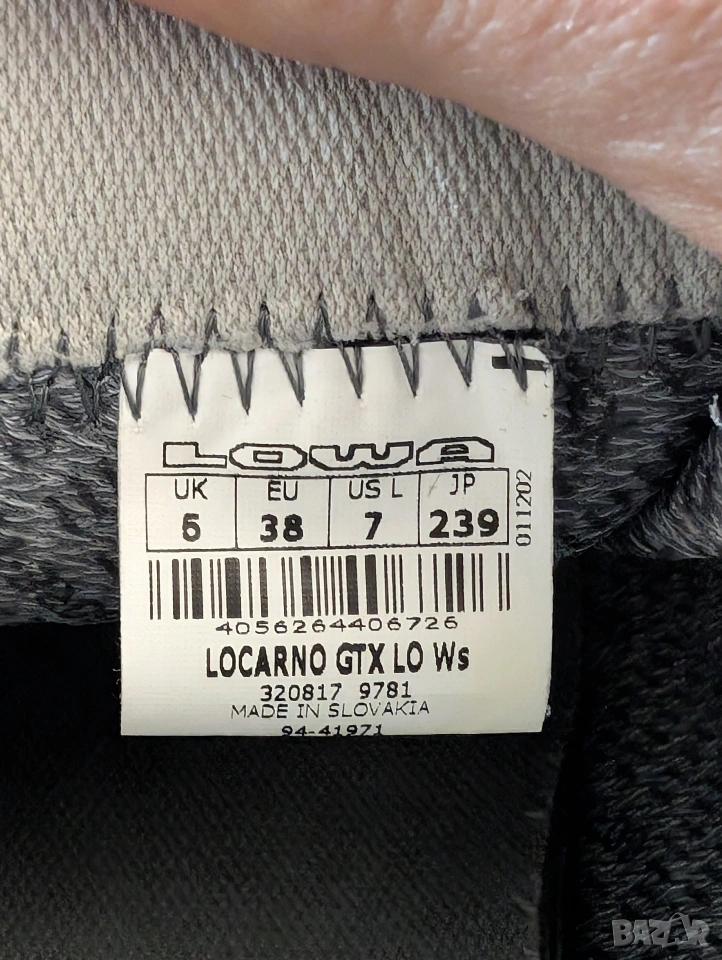 LOWA
UK EU US L JP
5 38 7 239
011202
4056264406726
LOCARNO GTX LO Ws
320817 9781
MADE IN SLOVAKIA
94-41971
BAZAR